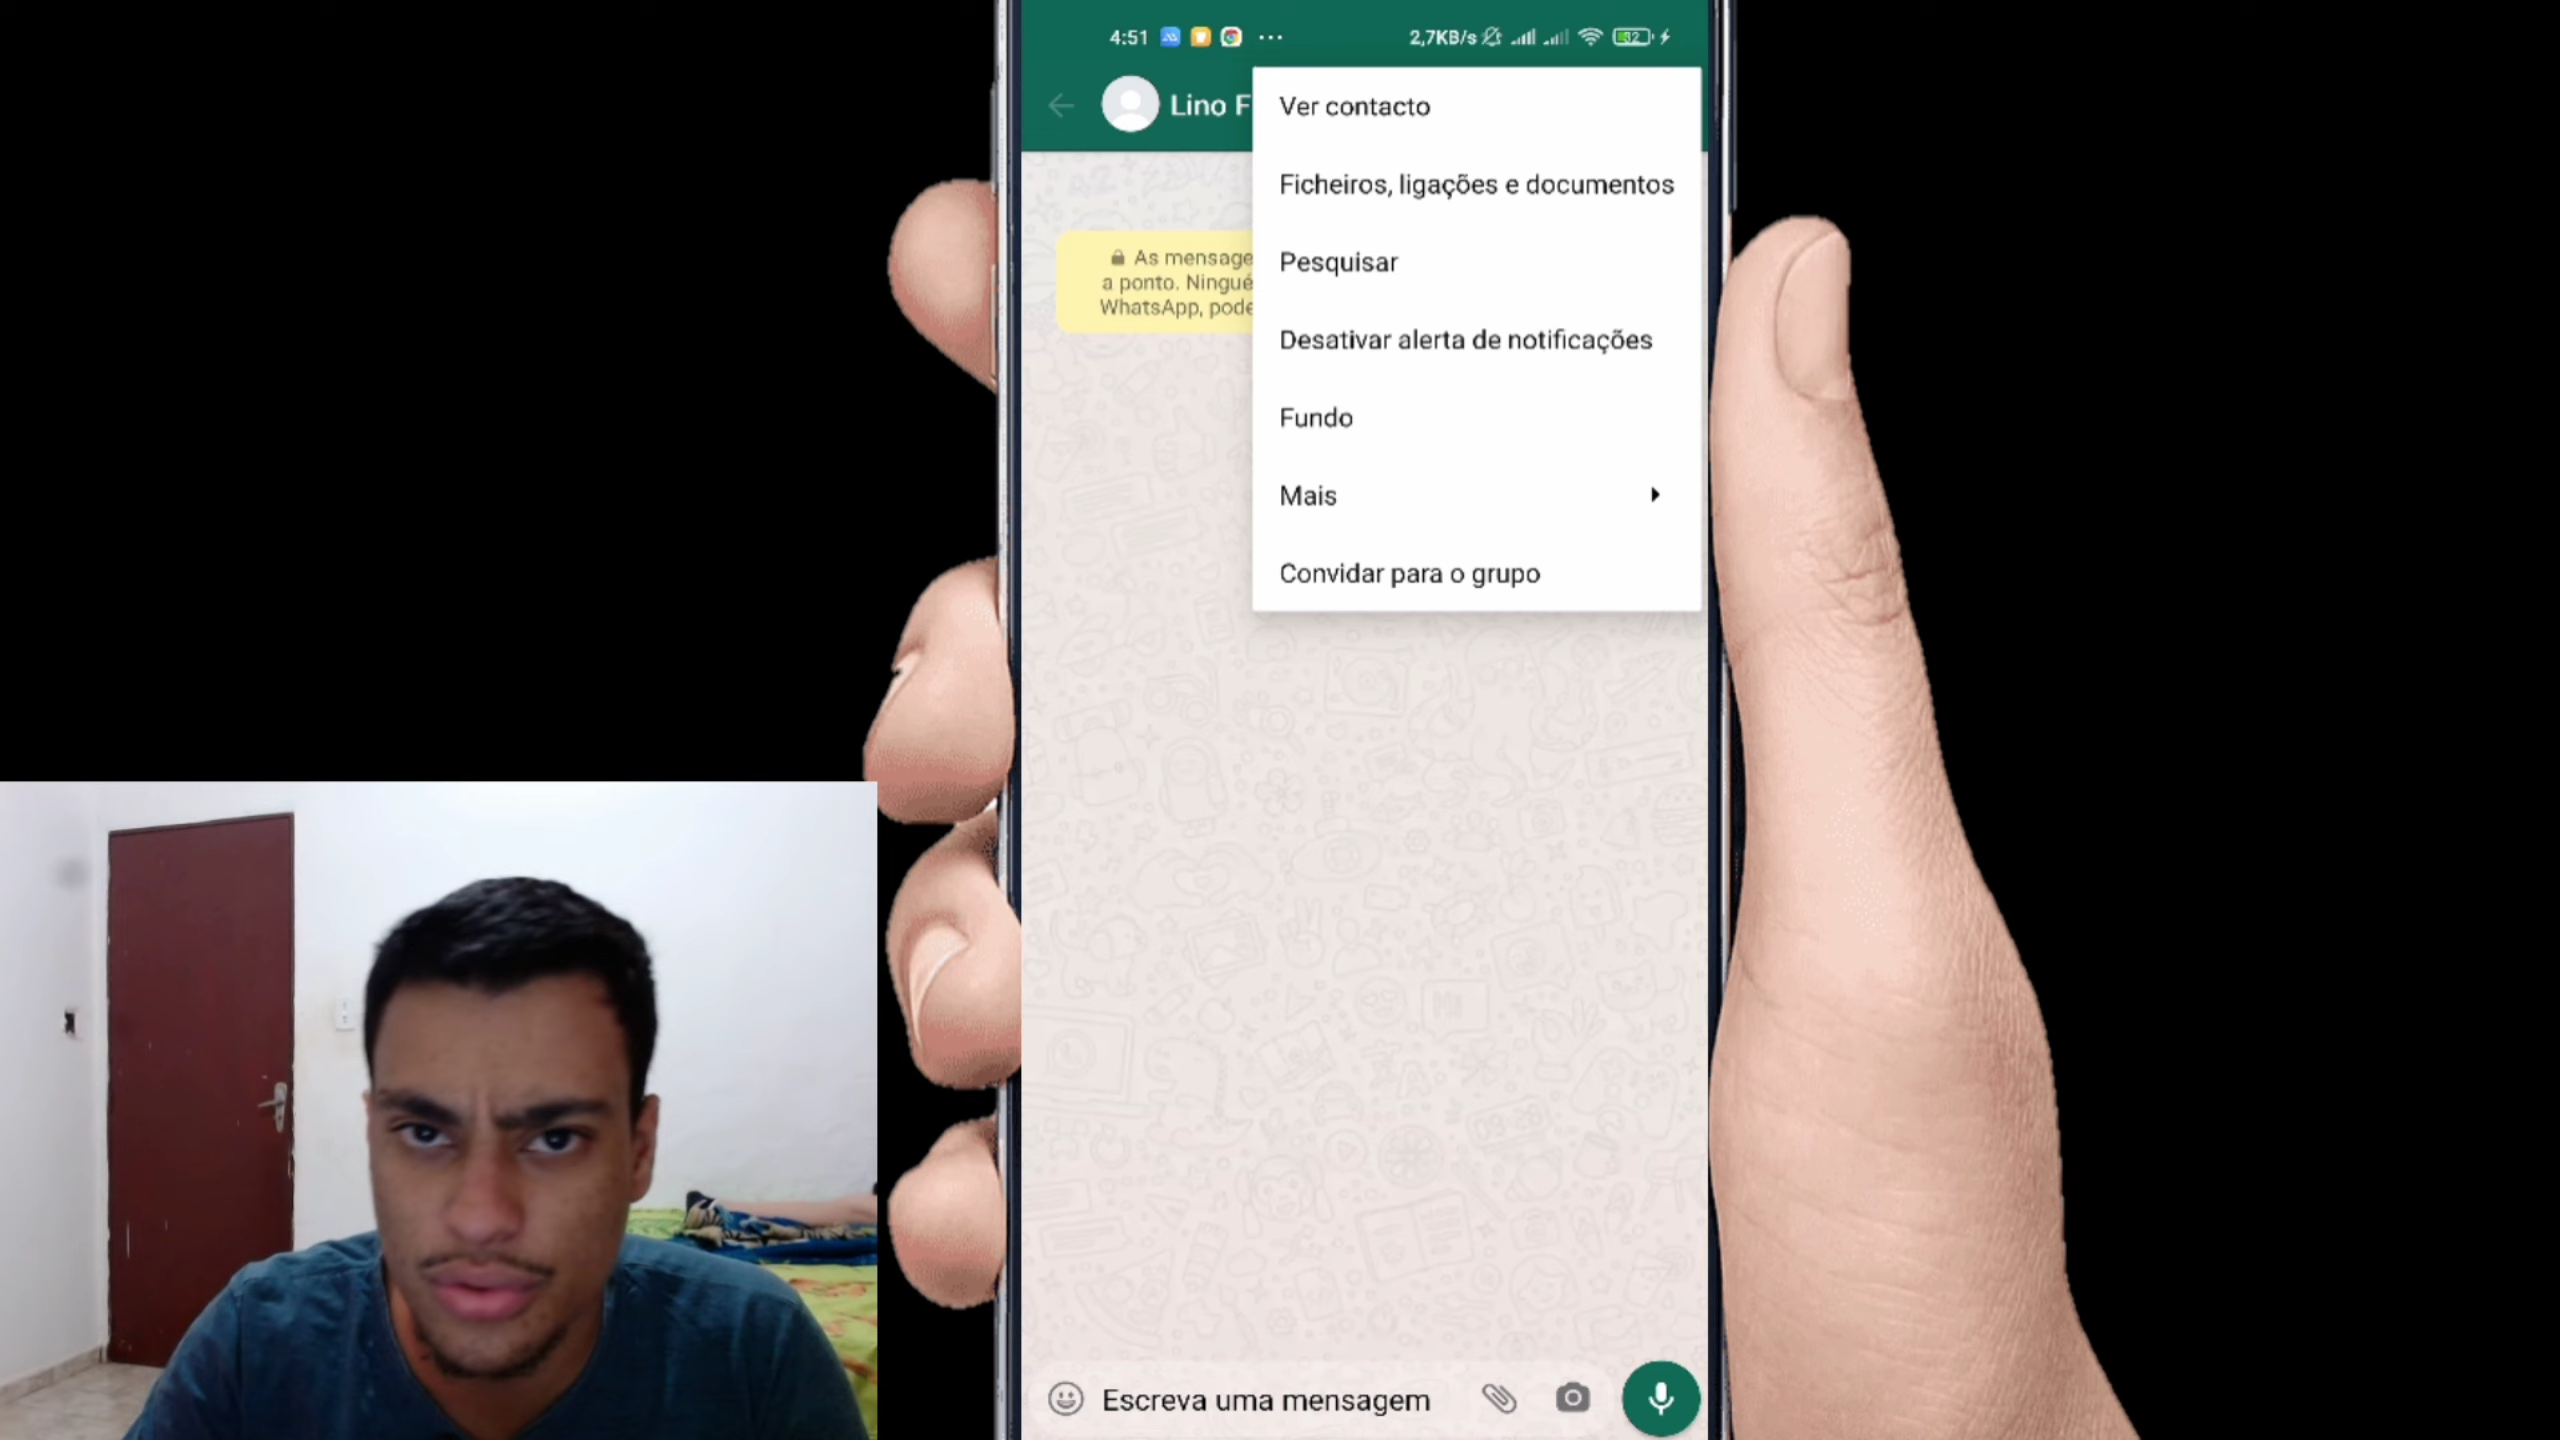 4:51 ... 2,7KB/s 32
Lino F
Ver contacto
Ficheiros, ligações e documentos
Pesquisar
Desativar alerta de notificações
Fundo
Mais
Convidar para o grupo
As mensage
a ponto. Ningué
WhatsApp, pode
Escreva uma mensagem